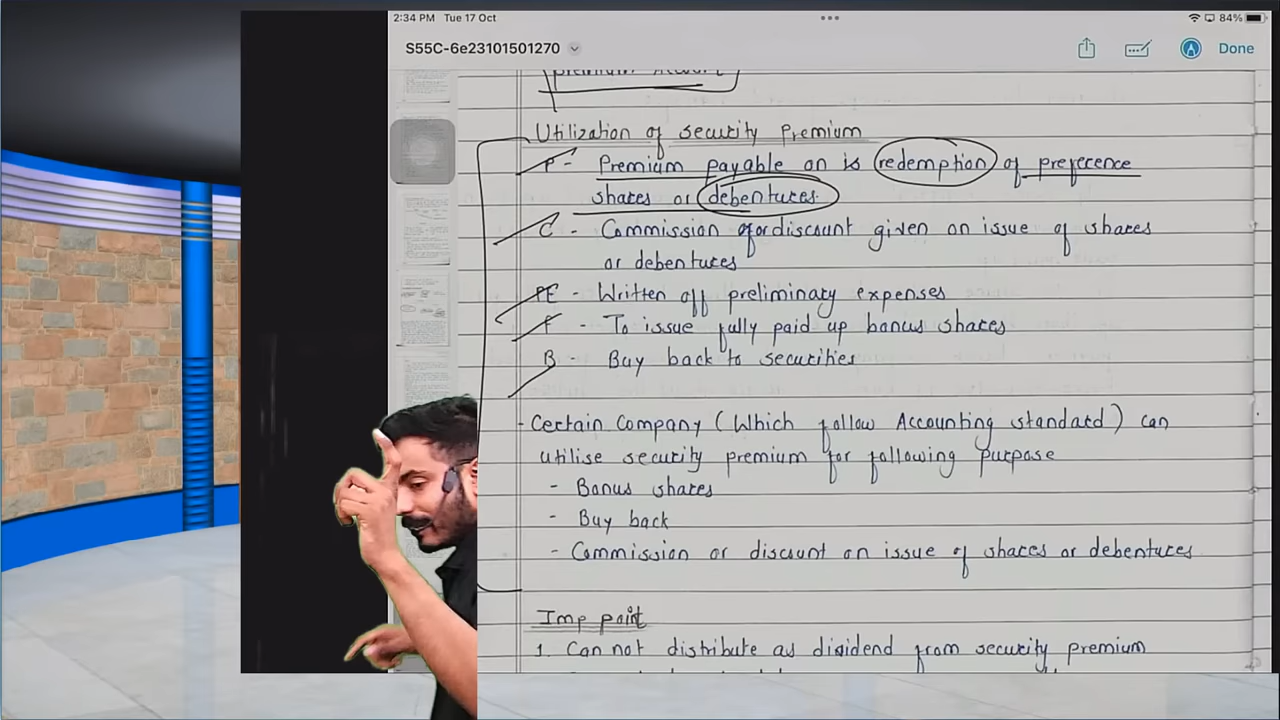 2:34 PM Tue 17 Oct
84%
S55C-6e23101501270
Done
premium Account
Utilization of security Premium
P - Premium payable on is redemption of preference
shares or debentures.
C - Commission or discount given on issue of shares
or debentures
PE - Written off preliminary expenses
F - To issue fully paid up bonus shares
B - Buy back to securities
- Certain Company (Which follow Accounting standard) can
utilise security premium for following purpose
- Bonus shares
- Buy back
- Commission or discount on issue of shares or debentures
Imp point
1. Can not distribute as dividend from security premium